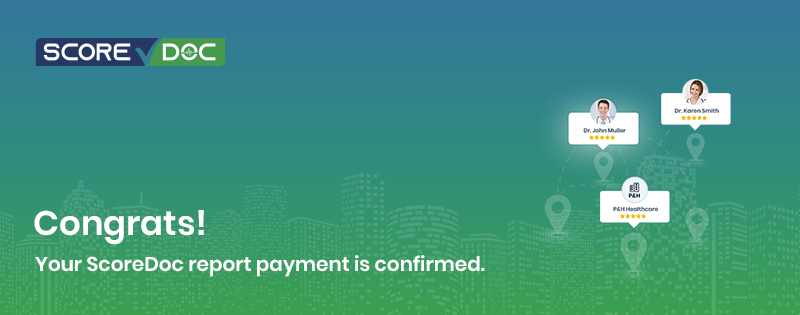 SCORE DOC
Dr. Karen Smith
Dr. John Muller
P&H
P&H Healthcare
Congrats!
Your ScoreDoc report payment is confirmed.